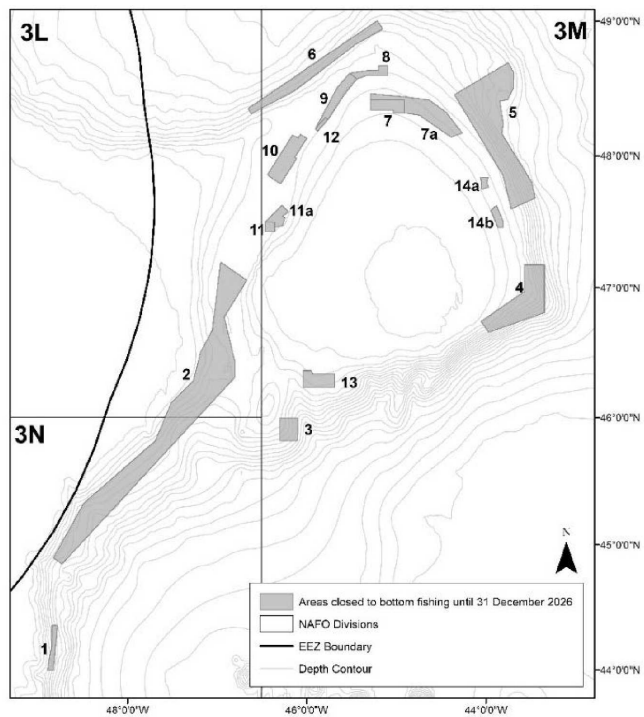 3L
3M
49°0'0"N
6
8
9
5
7
12
7a
10
48°0'0"N
14a
11a
14b
11
4
47°0'0"N
2
13
3N
3
46°0'0"N
45°0'0"N
N
Areas closed to bottom fishing until 31 December 2026
NAFO Divisions
EEZ Boundary
Depth Contour
1
44°0'0"N
48°0'0"W
46°0'0"W
44°0'0"W